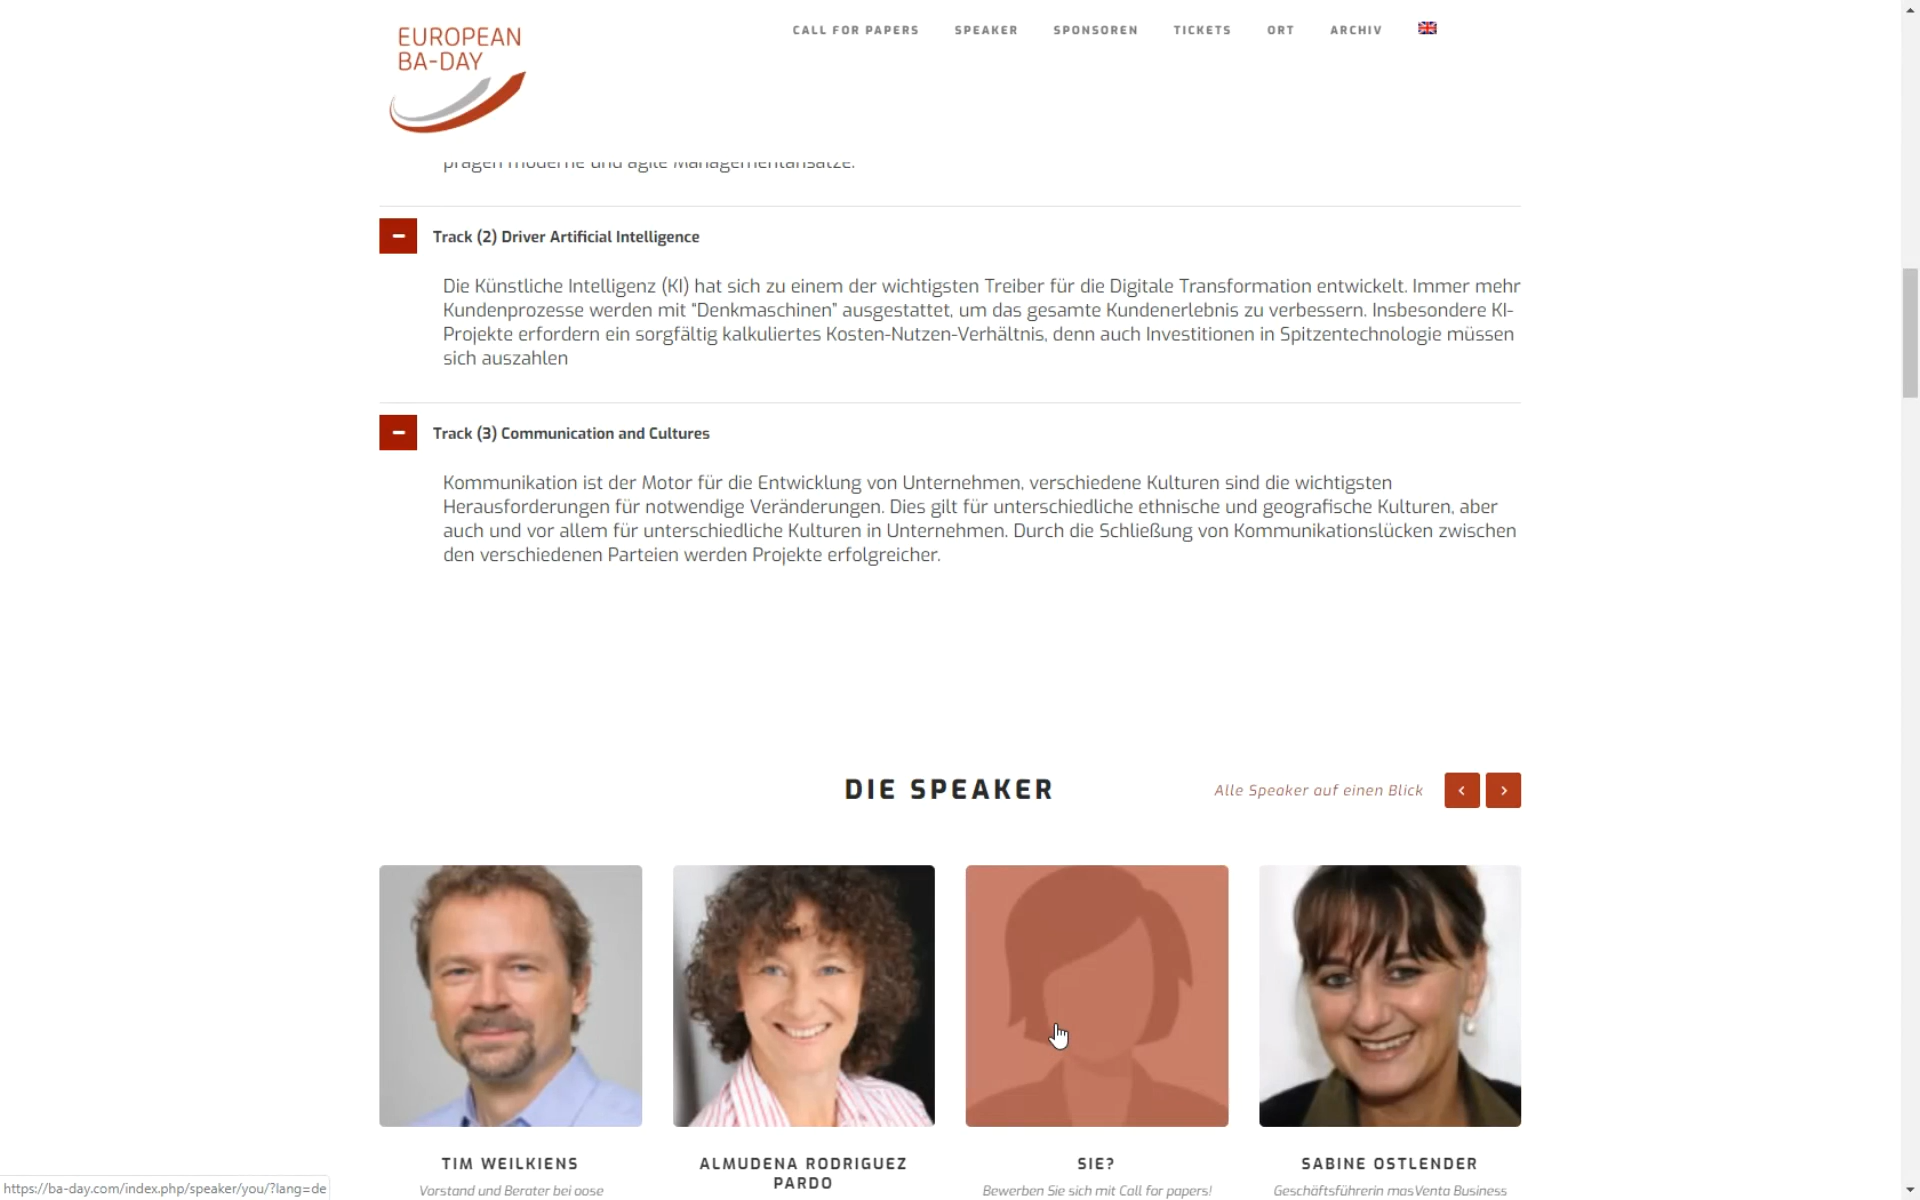 EUROPEAN
BA-DAY
CALL FOR PAPERS SPEAKER SPONSOREN TICKETS ORT ARCHIV
prägen moderne und agile Managementansätze.
Track (2) Driver Artificial Intelligence
Die Künstliche Intelligenz (KI) hat sich zu einem der wichtigsten Treiber für die Digitale Transformation entwickelt. Immer mehr
Kundenprozesse werden mit “Denkmaschinen” ausgestattet, um das gesamte Kundenerlebnis zu verbessern. Insbesondere KI-
Projekte erfordern ein sorgfältig kalkuliertes Kosten-Nutzen-Verhältnis, denn auch Investitionen in Spitzentechnologie müssen
sich auszahlen
Track (3) Communication and Cultures
Kommunikation ist der Motor für die Entwicklung von Unternehmen, verschiedene Kulturen sind die wichtigsten
Herausforderungen für notwendige Veränderungen. Dies gilt für unterschiedliche ethnische und geografische Kulturen, aber
auch und vor allem für unterschiedliche Kulturen in Unternehmen. Durch die Schließung von Kommunikationslücken zwischen
den verschiedenen Parteien werden Projekte erfolgreicher.
DIE SPEAKER
Alle Speaker auf einen Blick
TIM WEILKIENS
Vorstand und Berater bei oose
ALMUDENA RODRIGUEZ
PARDO
SIE?
Bewerben Sie sich mit Call for papers!
SABINE OSTLENDER
Geschäftsführerin masVenta Business
https://ba-day.com/index.php/speaker/you/?lang=de